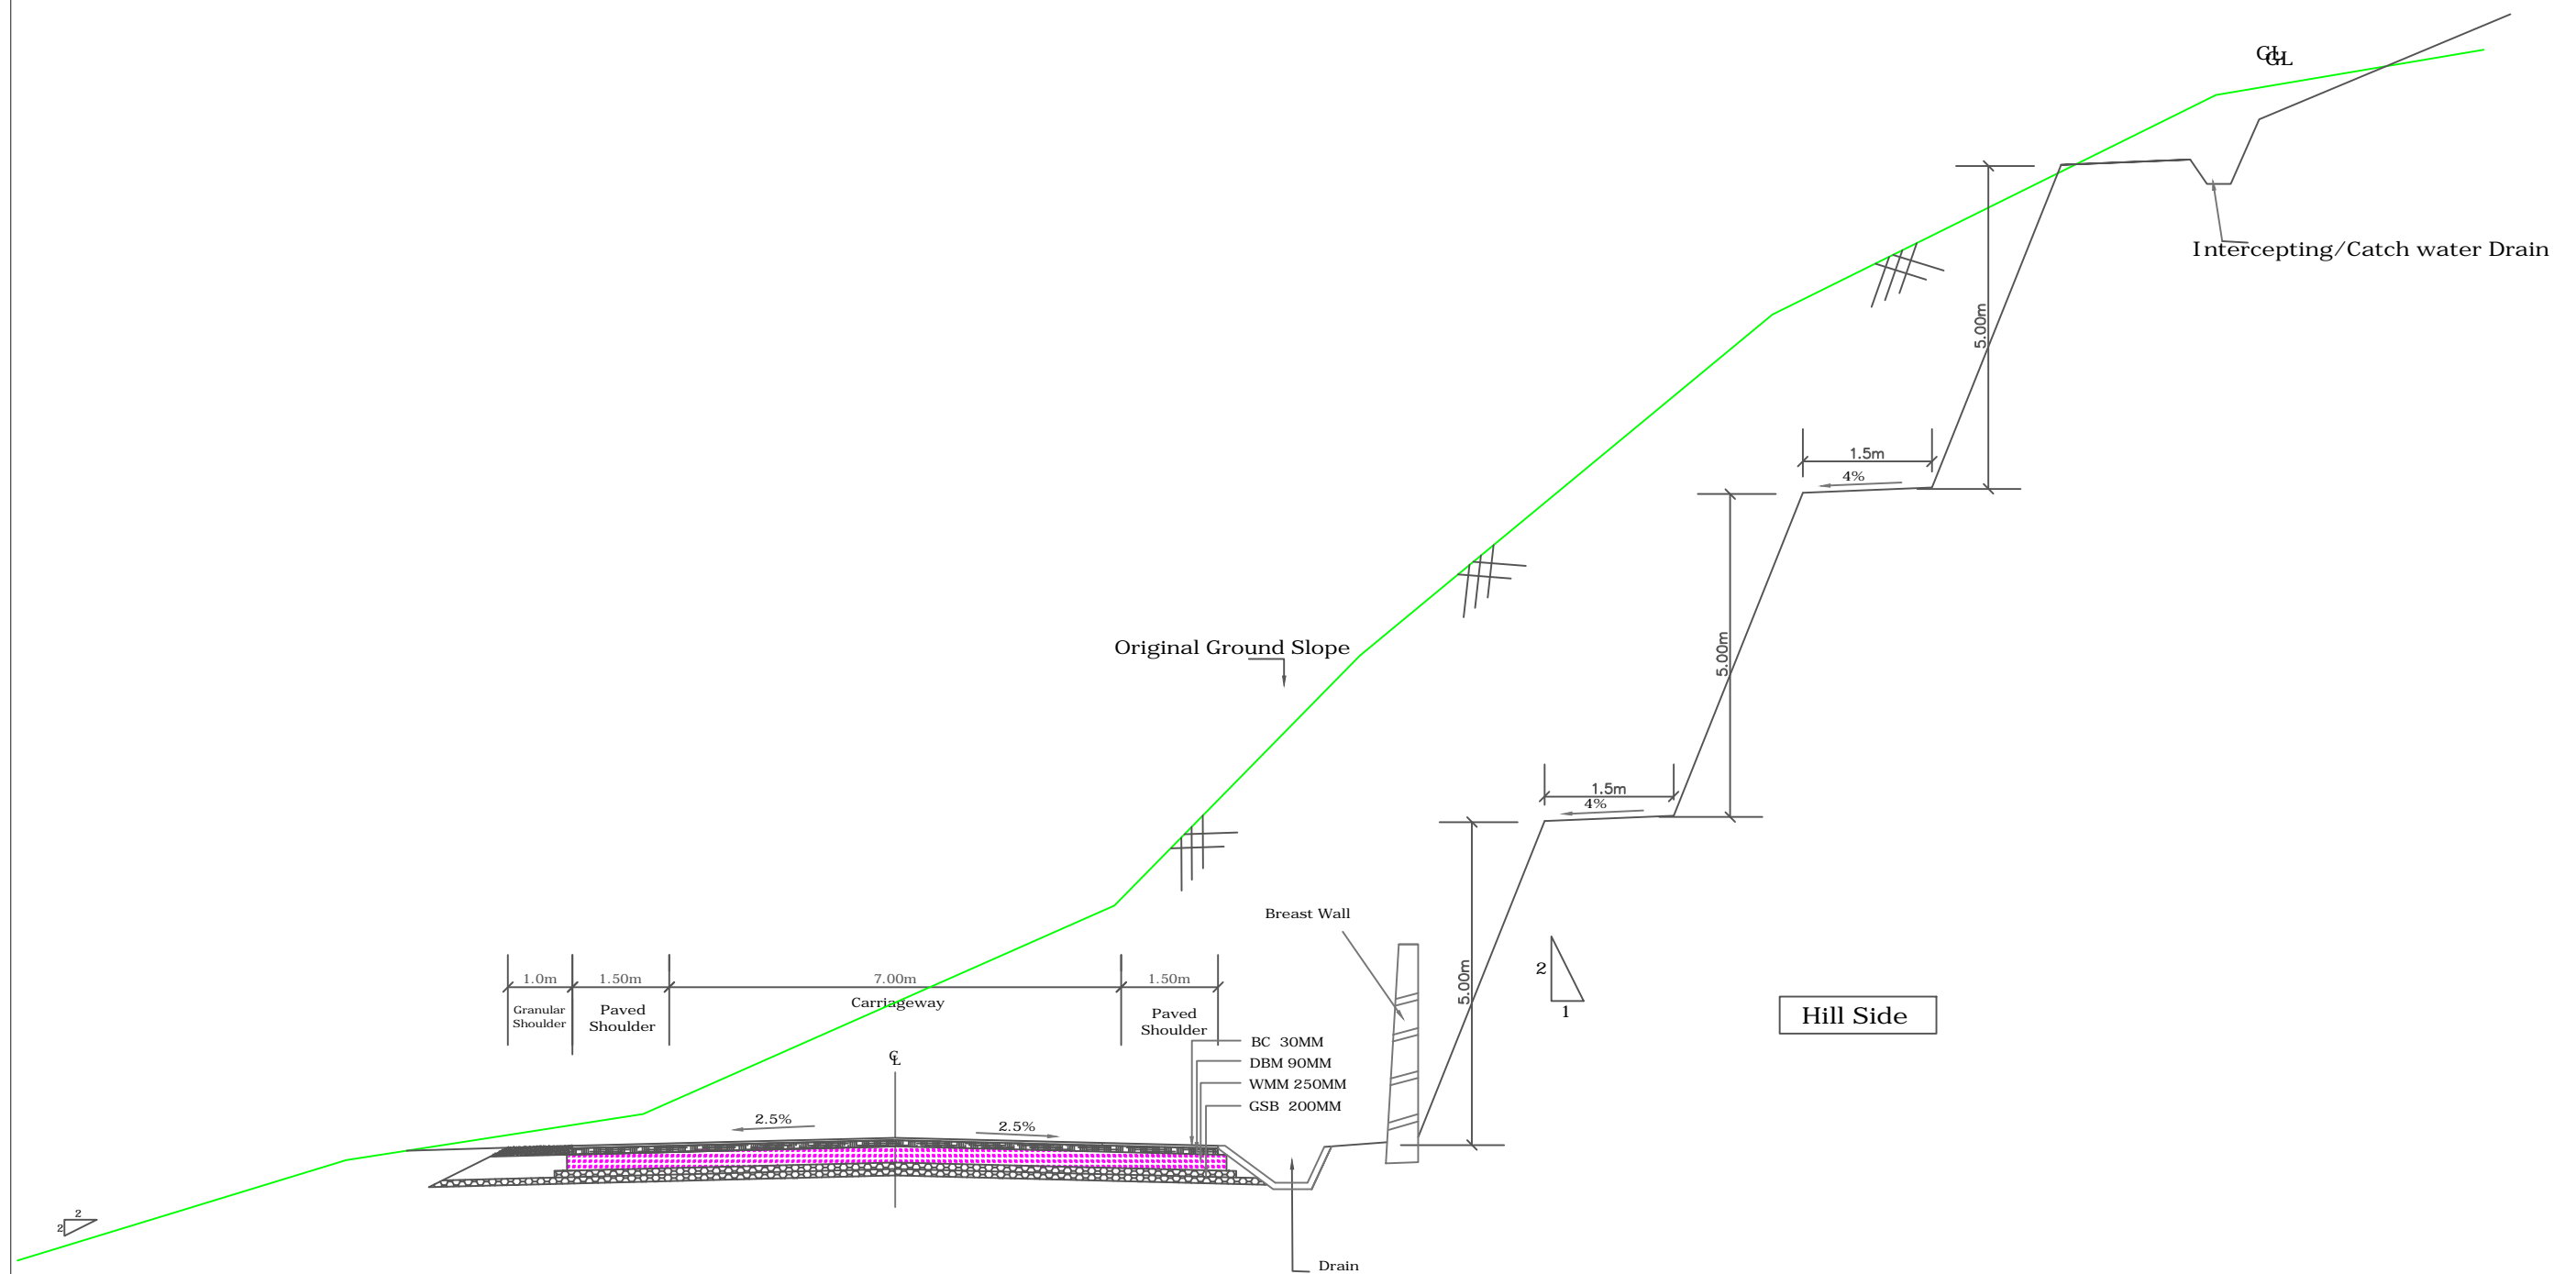 GL
GL
Intercepting/Catch water Drain
5.00m
1.5m
4%
Original Ground Slope
5.00m
1.5m
4%
Breast Wall
5.00m
2
1
Hill Side
1.0m
1.50m
7.00m
1.50m
Granular
Shoulder
Paved
Shoulder
Carriageway
Paved
Shoulder
BC 30MM
DBM 90MM
WMM 250MM
GSB 200MM
CL
2.5%
2.5%
2
2
Drain